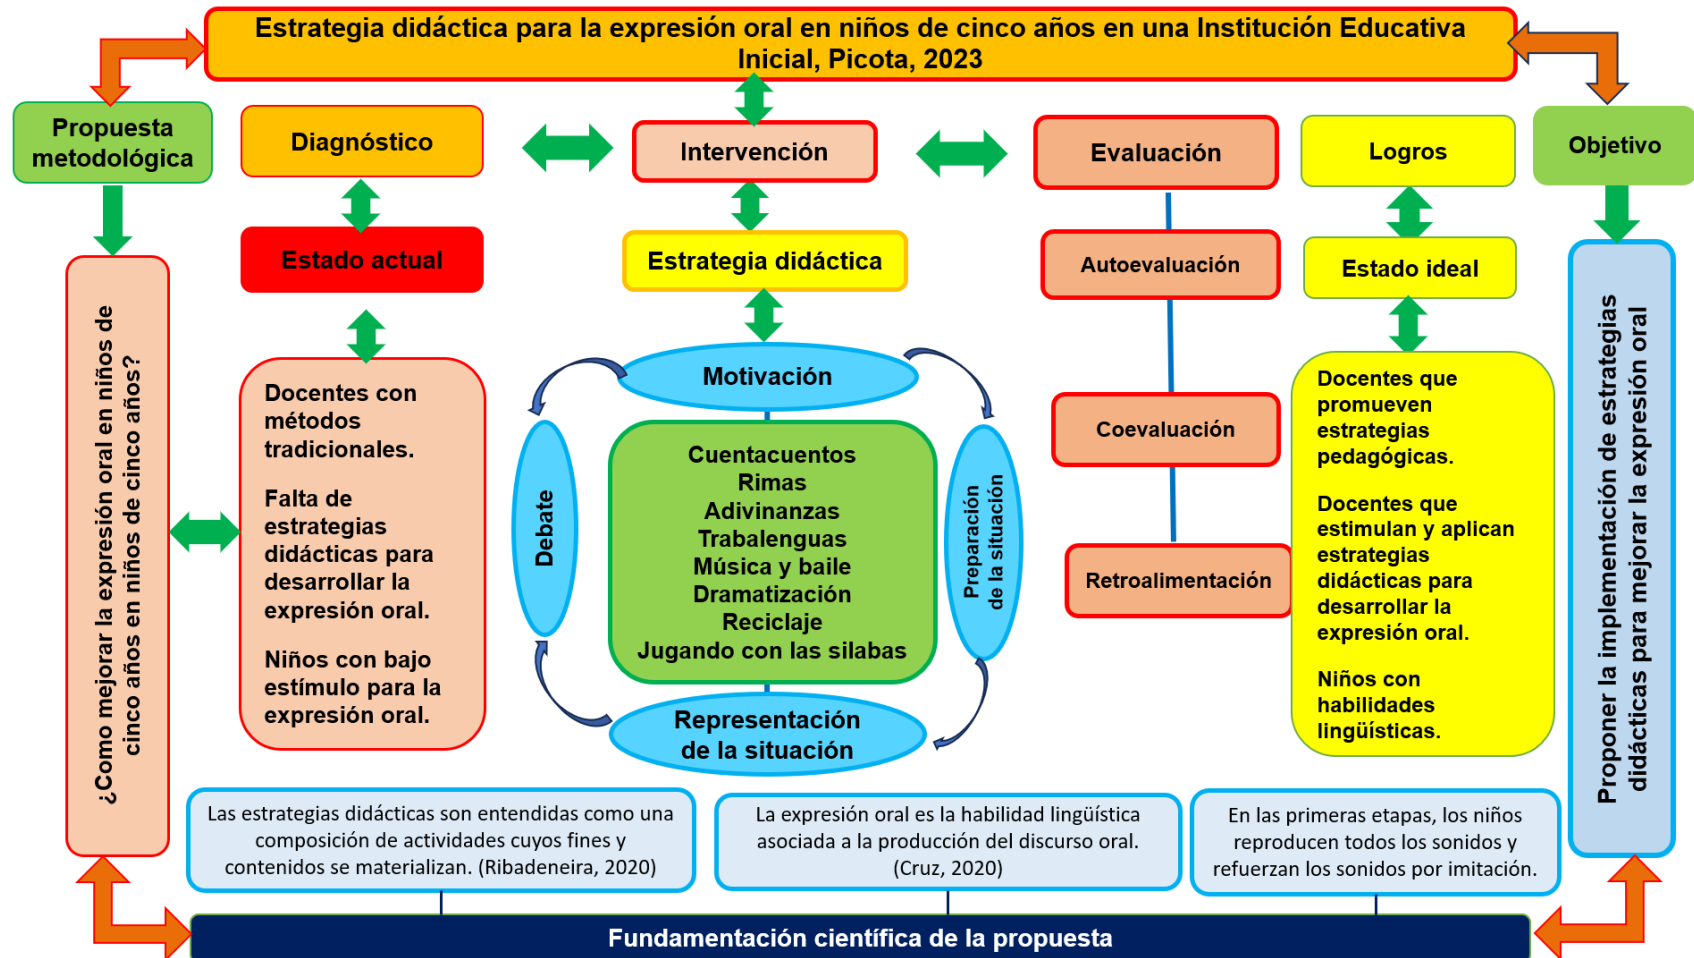 Estrategia didáctica para la expresión oral en niños de cinco años en una Institución Educativa
Inicial, Picota, 2023
Propuesta
metodológica
Diagnóstico
Intervención
Evaluación
Logros
Objetivo
¿Como mejorar la expresión oral en niños de
cinco años en niños de cinco años?
Estado actual
Docentes con
métodos
tradicionales.
Falta de
estrategias
didácticas para
desarrollar la
expresión oral.
Niños con bajo
estímulo para la
expresión oral.
Estrategia didáctica
Motivación
Debate
Cuentacuentos
Rimas
Adivinanzas
Trabalenguas
Música y baile
Dramatización
Reciclaje
Jugando con las silabas
Preparación
de la situación
Representación
de la situación
Autoevaluación
Coevaluación
Retroalimentación
Estado ideal
Docentes que
promueven
estrategias
pedagógicas.
Docentes que
estimulan y aplican
estrategias
didácticas para
desarrollar la
expresión oral.
Niños con
habilidades
lingüísticas.
Proponer la implementación de estrategias
didácticas para mejorar la expresión oral
Las estrategias didácticas son entendidas como una
composición de actividades cuyos fines y
contenidos se materializan. (Ribadeneira, 2020)
La expresión oral es la habilidad lingüística
asociada a la producción del discurso oral.
(Cruz, 2020)
En las primeras etapas, los niños
reproducen todos los sonidos y
refuerzan los sonidos por imitación.
Fundamentación científica de la propuesta